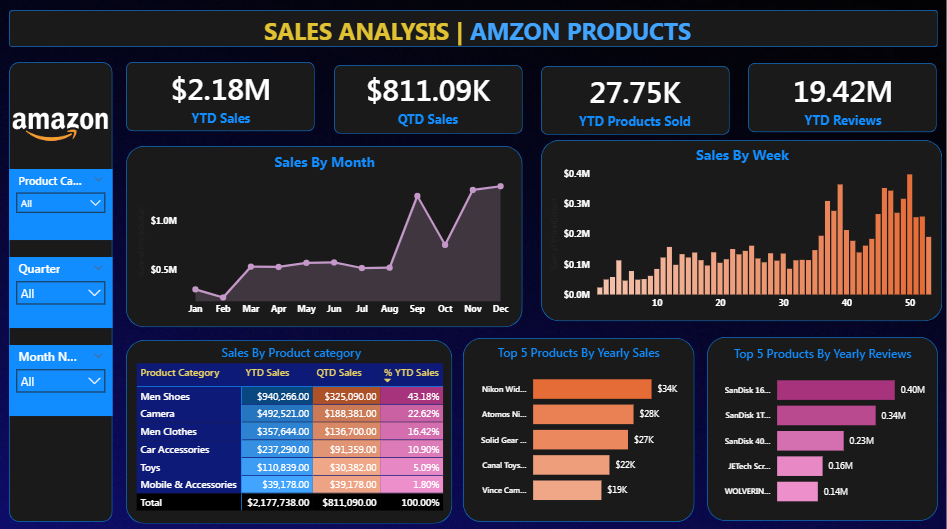 SALES ANALYSIS | AMZON PRODUCTS
amazon
Product Ca...
All
Quarter
All
Month N...
All
$2.18M
YTD Sales
$811.09K
QTD Sales
27.75K
YTD Products Sold
19.42M
YTD Reviews
Sales By Month
$1.0M
$0.5M
Jan Feb Mar Apr May Jun Jul Aug Sep Oct Nov Dec
Sales By Week
$0.4M
$0.3M
$0.2M
$0.1M
$0.0M
10 20 30 40 50
Sales By Product category
Product Category YTD Sales QTD Sales % YTD Sales
Men Shoes $940,266.00 $325,090.00 43.18%
Camera $492,521.00 $188,381.00 22.62%
Men Clothes $357,644.00 $136,700.00 16.42%
Car Accessories $237,290.00 $91,359.00 10.90%
Toys $110,839.00 $30,382.00 5.09%
Mobile & Accessories $39,178.00 $39,178.00 1.80%
Total $2,177,738.00 $811,090.00 100.00%
Top 5 Products By Yearly Sales
Nikon Wid... $34K
Atomos Ni... $28K
Solid Gear ... $27K
Canal Toys... $22K
Vince Cam... $19K
Top 5 Products By Yearly Reviews
SanDisk 16... 0.40M
SanDisk 1T... 0.34M
SanDisk 40... 0.23M
JETech Scr... 0.16M
WOLVERIN... 0.14M